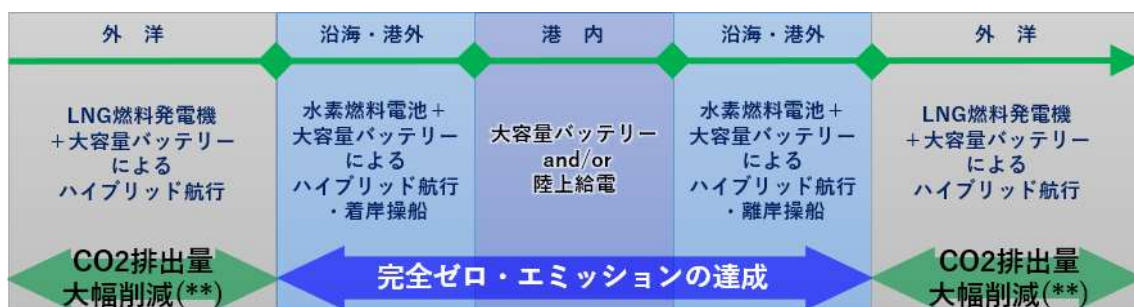 外 洋
沿海・港外
港 内
沿海・港外
外 洋
LNG燃料発電機
+大容量バッテリー
による
ハイブリッド航行
水素燃料電池+
大容量バッテリー
による
ハイブリッド航行
・着岸操船
大容量バッテリー
and/or
陸上給電
水素燃料電池+
大容量バッテリー
による
ハイブリッド航行
・離岸操船
LNG燃料発電機
+大容量バッテリー
による
ハイブリッド航行
CO2排出量
大幅削減(**)
完全ゼロ・エミッションの達成
CO2排出量
大幅削減(**)